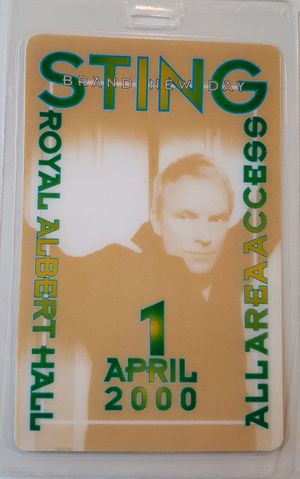 STING
BRAND NEW DAY
ROYAL ALBERT HALL
ALL AREA ACCESS
1
APRIL
2000